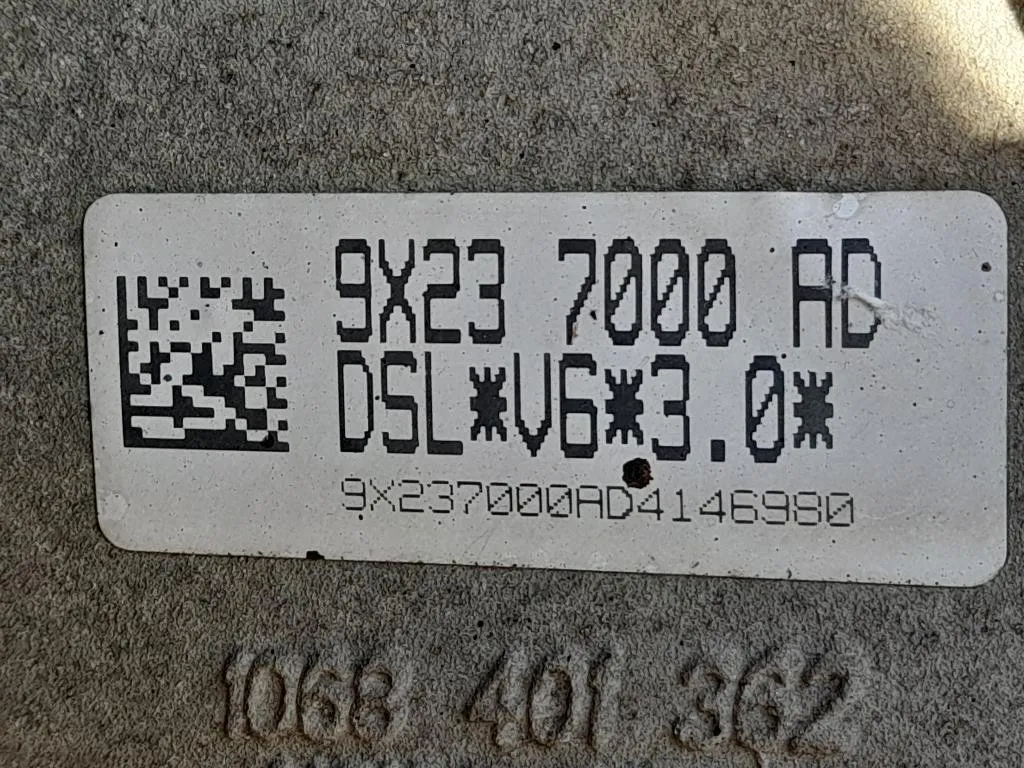 9X23 7000 AD
DSL*V6*3.0*
9X237000AD4146980
1068 401 362